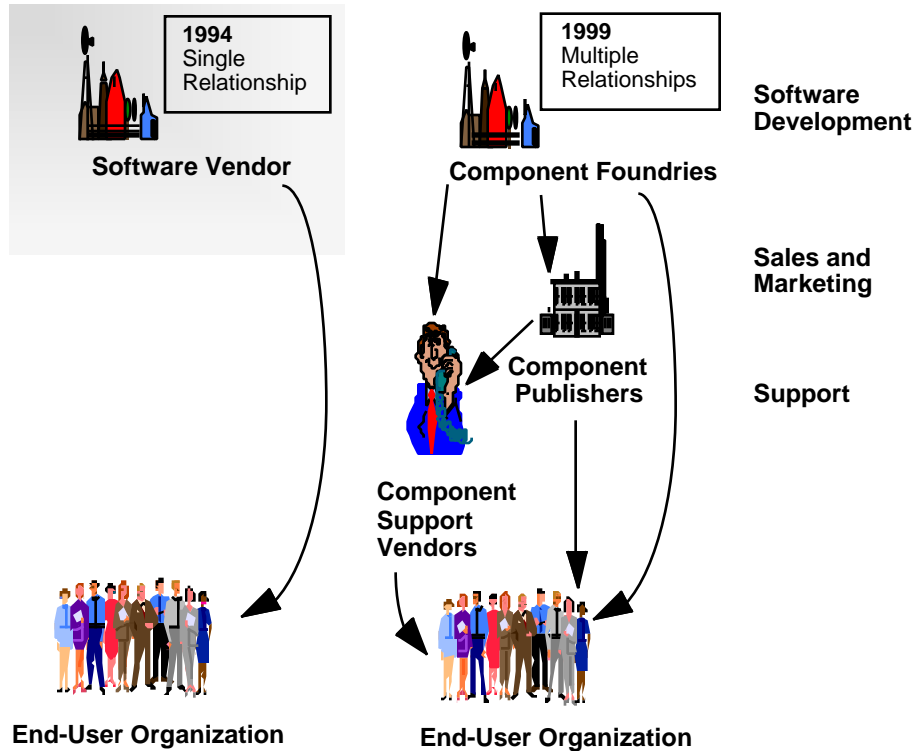 1994
Single
Relationship
Software Vendor
End-User Organization
1999
Multiple
Relationships
Component Foundries
Component
Publishers
Component
Support
Vendors
End-User Organization
Software
Development
Sales and
Marketing
Support